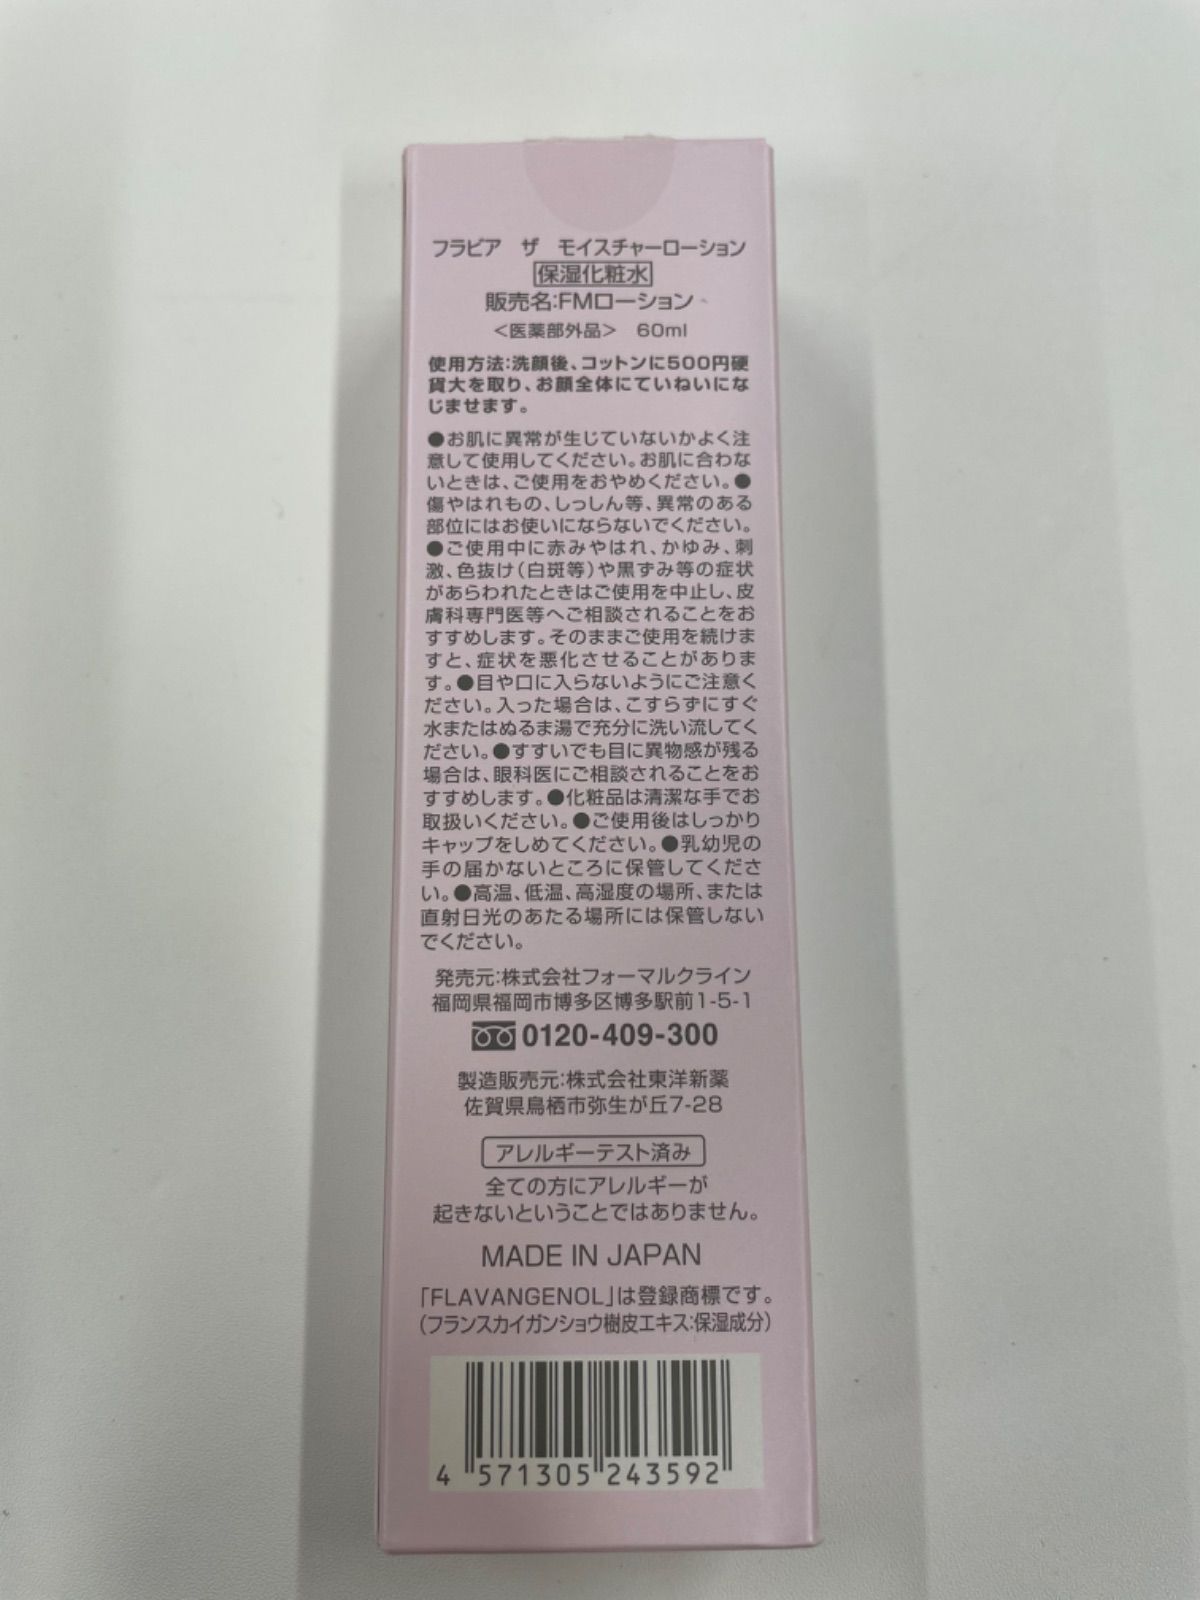 フラビア　ザ　モイスチャーローション
保湿化粧水
販売名:FMローション
<医薬部外品>　60ml
使用方法:洗顔後、コットンに500円硬
貨大を取り、お顔全体にていねいにな
じませます。
●お肌に異常が生じていないかよく注
意して使用してください。お肌に合わな
いときは、ご使用をおやめください。●
傷やはれもの、しっしん等、異常のある
部位にはお使いにならないでください。
●ご使用中に赤みやはれ、かゆみ、刺
激、色抜け(白斑等)や黒ずみ等の症状
があらわれたときはご使用を中止し、皮
膚科専門医等へご相談されることをお
すすめします。そのままご使用を続けま
すと、症状を悪化させることがありま
す。●目や口に入らないようにご注意く
ださい。入った場合は、こすらずにすぐ
水またはぬるま湯で充分に洗い流してく
ださい。●すすいでも目に異物感が残る
場合は、眼科医にご相談されることをお
すすめします。●化粧品は清潔な手でお
取扱いください。●ご使用後はしっかり
キャップをしめてください。●乳幼児の
手の届かないところに保管してくださ
い。●高温、低温、高湿度の場所、または
直射日光のあたる場所には保管しない
でください。
発売元:株式会社フォーマルクライン
福岡県福岡市博多区博多駅前1-5-1
0120-409-300
製造販売元:株式会社東洋新薬
佐賀県鳥栖市弥生が丘7-28
アレルギーテスト済み
全ての方にアレルギーが
起きないということではありません。
MADE IN JAPAN
「FLAVANGENOL」は登録商標です。
(フランスカイガンショウ樹皮エキス:保湿成分)
4 571305 243592